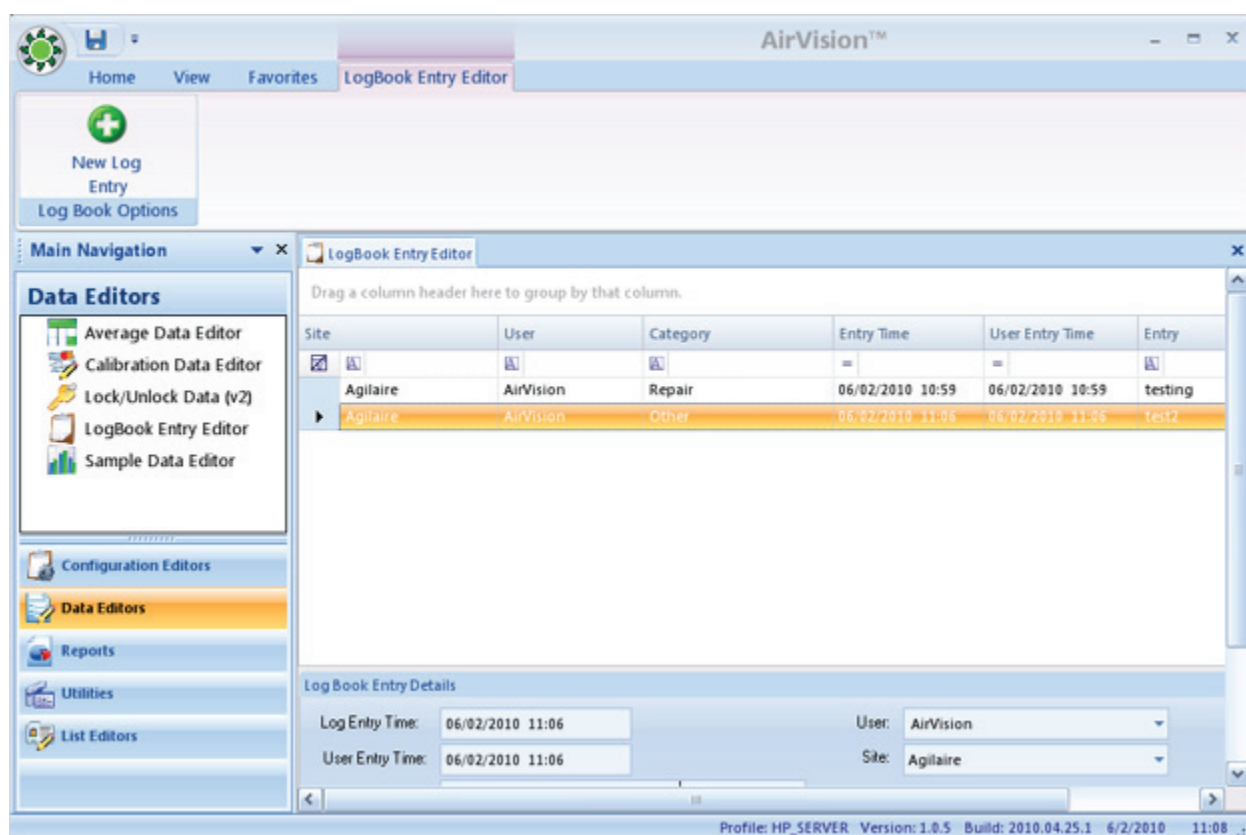 AirVision™
Home View Favorites LogBook Entry Editor
New Log
Entry
Log Book Options
Main Navigation
Data Editors
Average Data Editor
Calibration Data Editor
Lock/Unlock Data (v2)
LogBook Entry Editor
Sample Data Editor
Configuration Editors
Data Editors
Reports
Utilities
List Editors
LogBook Entry Editor
Drag a column header here to group by that column.
Site User Category Entry Time User Entry Time Entry
A A A = = A
Agilaire AirVision Repair 06/02/2010 10:59 06/02/2010 10:59 testing
Agilaire AirVision Other 06/02/2010 11:06 06/02/2010 11:06 test2
Log Book Entry Details
Log Entry Time: 06/02/2010 11:06 User: AirVision
User Entry Time: 06/02/2010 11:06 Site: Agilaire
Profile: HP_SERVER Version: 1.0.5 Build: 2010.04.25.1 6/2/2010 11:08